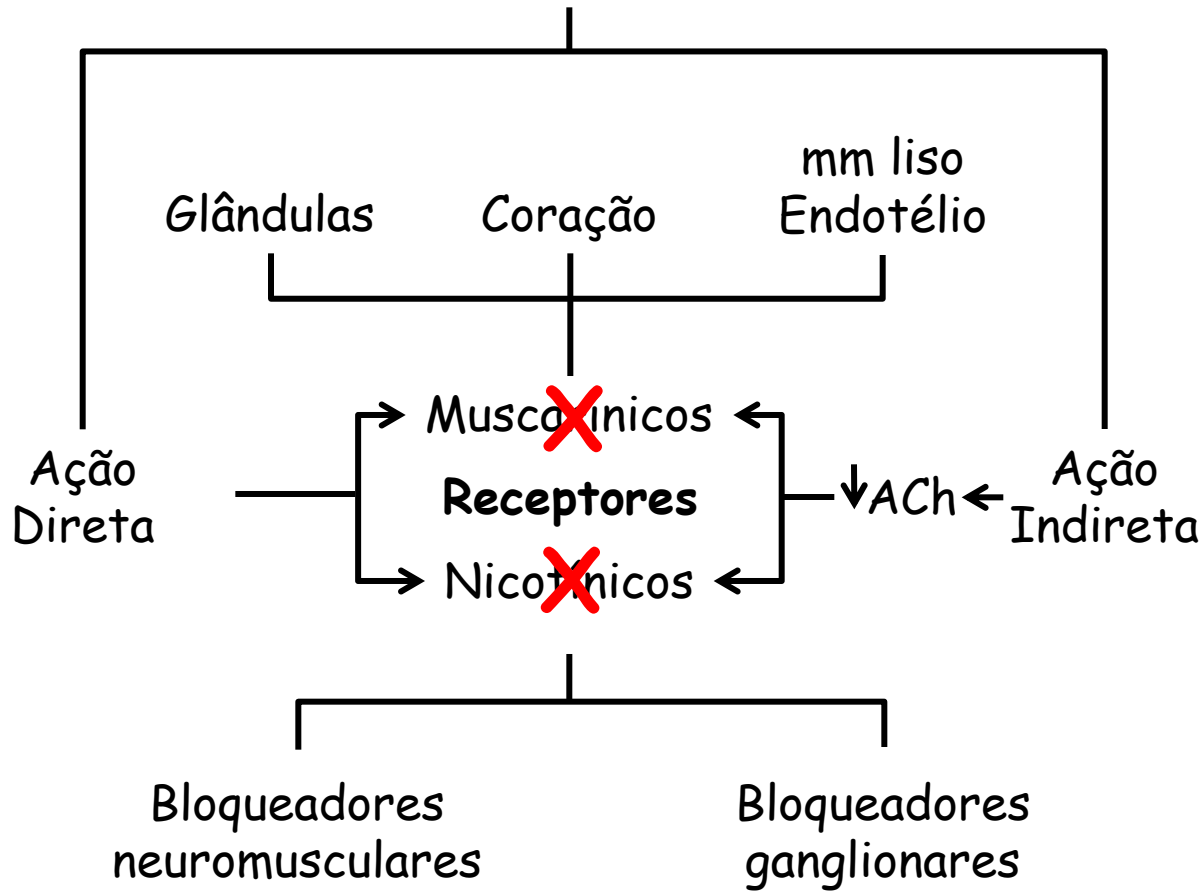 mm liso
Glândulas Coração Endotélio
Muscarínicos
Ação
Direta
Receptores
ACh
Ação
Indireta
Nicotínicos
Bloqueadores
neuromusculares
Bloqueadores
ganglionares